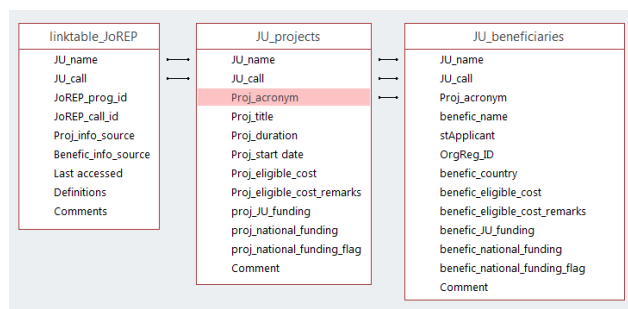 linktable_JoREP
JU_name
JU_call
JoREP_prog_id
JoREP_call_id
Proj_info_source
Benefic_info_source
Last accessed
Definitions
Comments
JU_projects
JU_name
JU_call
Proj_acronym
Proj_title
Proj_duration
Proj_start date
Proj_eligible_cost
Proj_eligible_cost_remarks
proj_JU_funding
proj_national_funding
proj_national_funding_flag
Comment
JU_beneficiaries
JU_name
JU_call
Proj_acronym
benefic_name
stApplicant
OrgReg_ID
benefic_country
benefic_eligible_cost
benefic_eligible_cost_remarks
benefic_JU_funding
benefic_national_funding
benefic_national_funding_flag
Comment